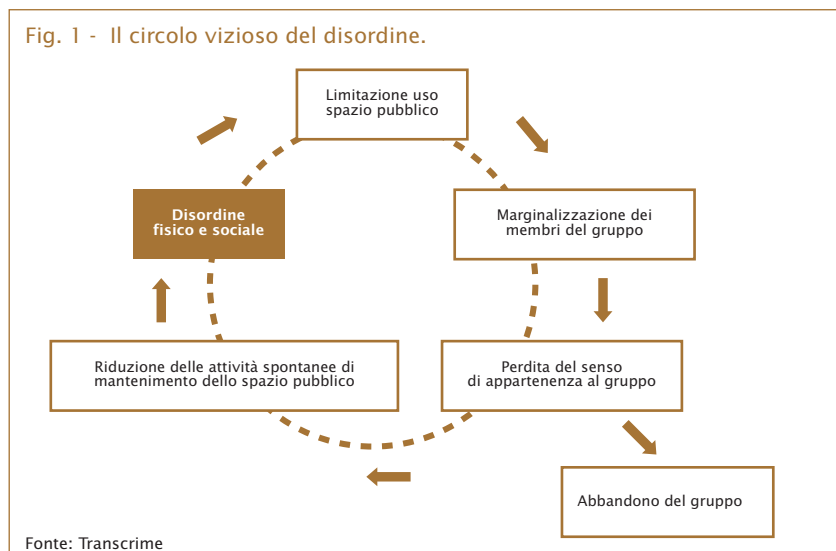 Fig. 1 - Il circolo vizioso del disordine.
Limitazione uso
spazio pubblico
Disordine
fisico e sociale
Marginalizzazione dei
membri del gruppo
Riduzione delle attività spontanee di
mantenimento dello spazio pubblico
Perdita del senso
di appartenenza al gruppo
Abbandono del gruppo
Fonte: Transcrime